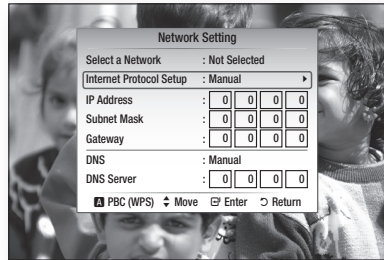 Network Setting
Select a Network : Not Selected
Internet Protocol Setup : Manual ▶
IP Address : 0 0 0 0
Subnet Mask : 0 0 0 0
Gateway : 0 0 0 0
DNS : Manual
DNS Server : 0 0 0 0
A PBC (WPS) Move Enter Return